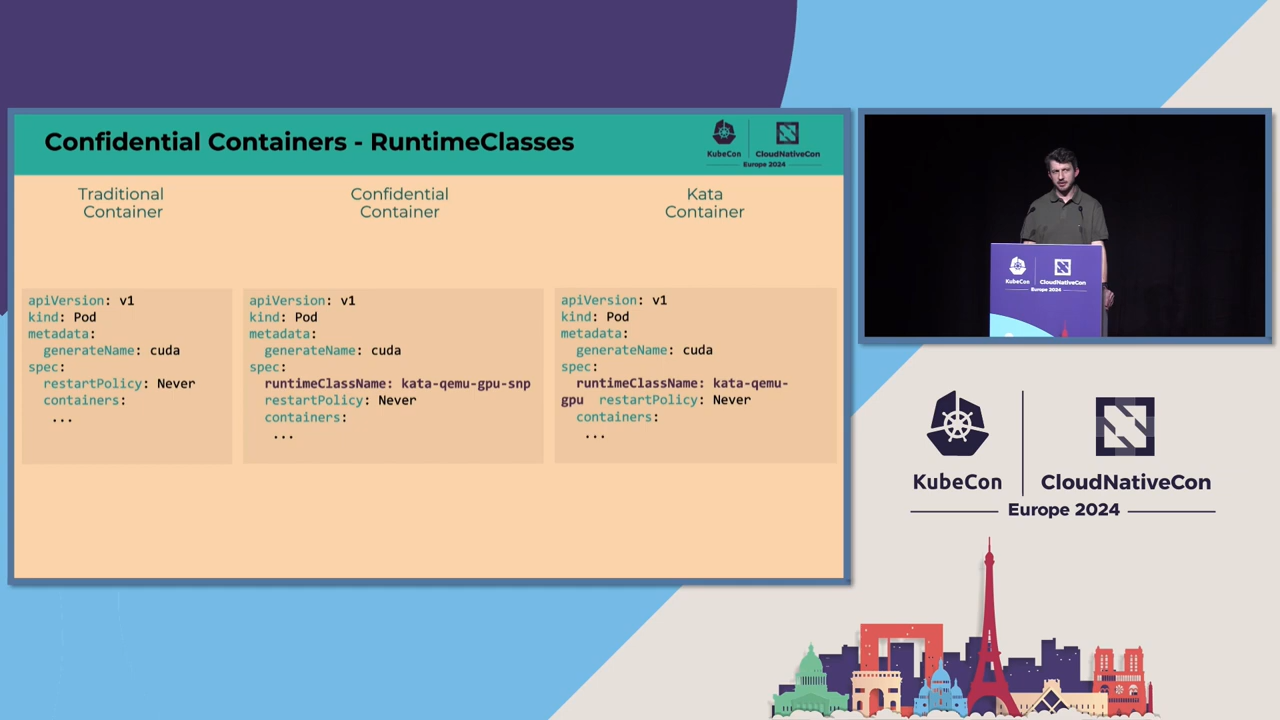 Confidential Containers - RuntimeClasses
KubeCon
CloudNativeCon
Europe 2024
Traditional
Container
apiVersion: v1
kind: Pod
metadata:
  generateName: cuda
spec:
  restartPolicy: Never
  containers:
   ...
Confidential
Container
apiVersion: v1
kind: Pod
metadata:
  generateName: cuda
spec:
  runtimeClassName: kata-qemu-gpu-snp
  restartPolicy: Never
  containers:
   ...
Kata
Container
apiVersion: v1
kind: Pod
metadata:
  generateName: cuda
spec:
  runtimeClassName: kata-qemu-
gpu  restartPolicy: Never
  containers:
   ...
KubeCon
CloudNativeCon
Europe 2024
KubeCon
CloudNativeCon
Europe 2024